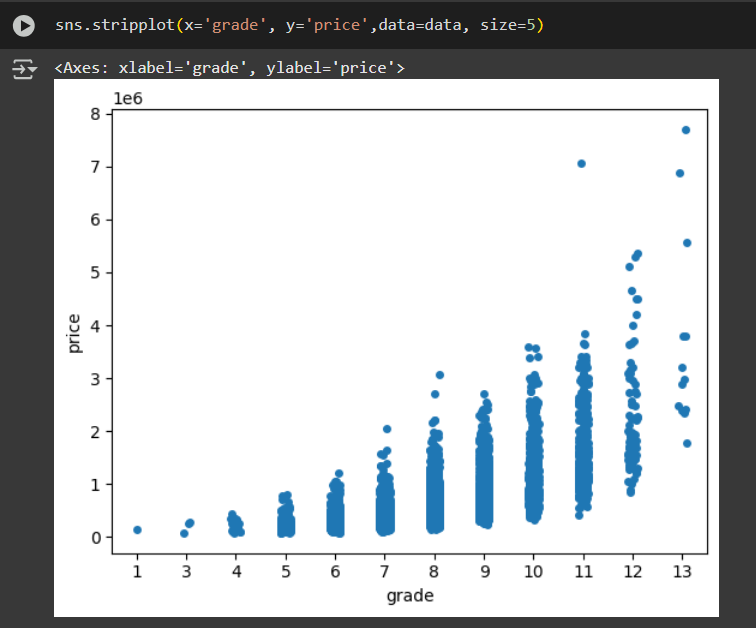 sns.stripplot(x='grade', y='price',data=data, size=5)
<Axes: xlabel='grade', ylabel='price'>
1e6
8
7
6
5
4
3
2
1
0
price
1 3 4 5 6 7 8 9 10 11 12 13
grade